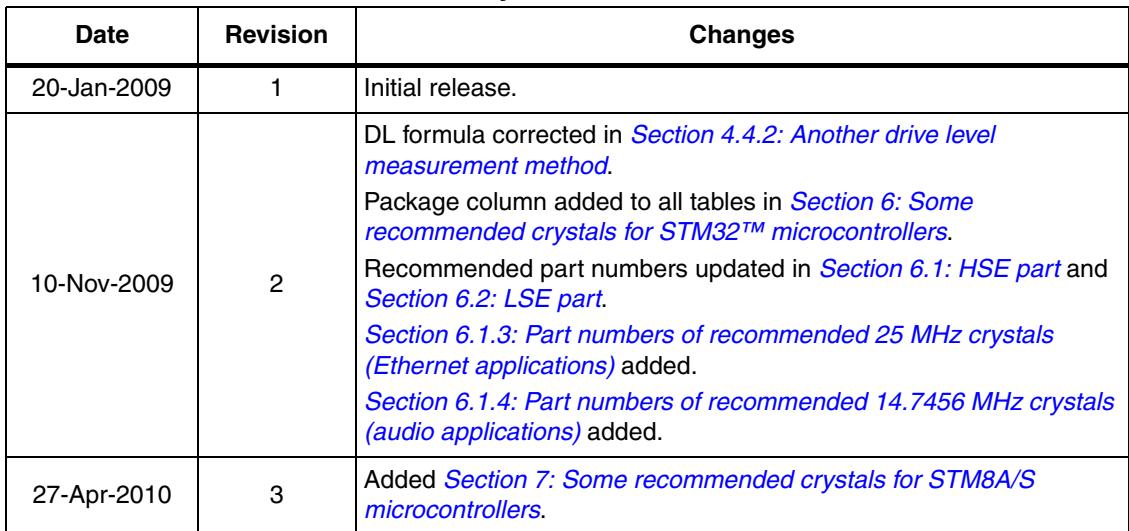 Date Revision Changes
20-Jan-2009 1 Initial release.
DL formula corrected in Section 4.4.2: Another drive level
measurement method.
Package column added to all tables in Section 6: Some
recommended crystals for STM32™ microcontrollers.
10-Nov-2009 2 Recommended part numbers updated in Section 6.1: HSE part and
Section 6.2: LSE part.
Section 6.1.3: Part numbers of recommended 25 MHz crystals
(Ethernet applications) added.
Section 6.1.4: Part numbers of recommended 14.7456 MHz crystals
(audio applications) added.
27-Apr-2010 3 Added Section 7: Some recommended crystals for STM8A/S
microcontrollers.